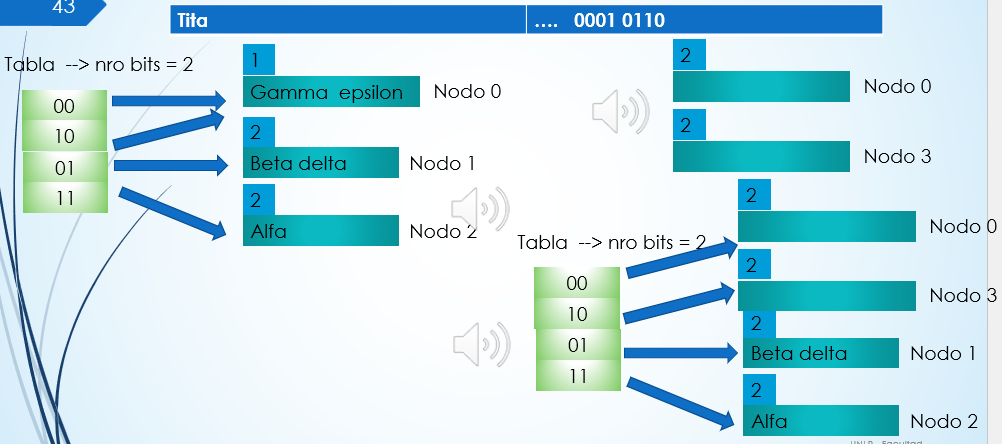 43
Tita …. 0001 0110
Tabla --> nro bits = 2
00
10
01
11
1
Gamma epsilon Nodo 0
2
Beta delta Nodo 1
2
Alfa Nodo 2
2
Nodo 0
2
Nodo 3
Tabla --> nro bits = 2
00
10
01
11
2
Nodo 0
2
Nodo 3
2
Beta delta Nodo 1
2
Alfa Nodo 2